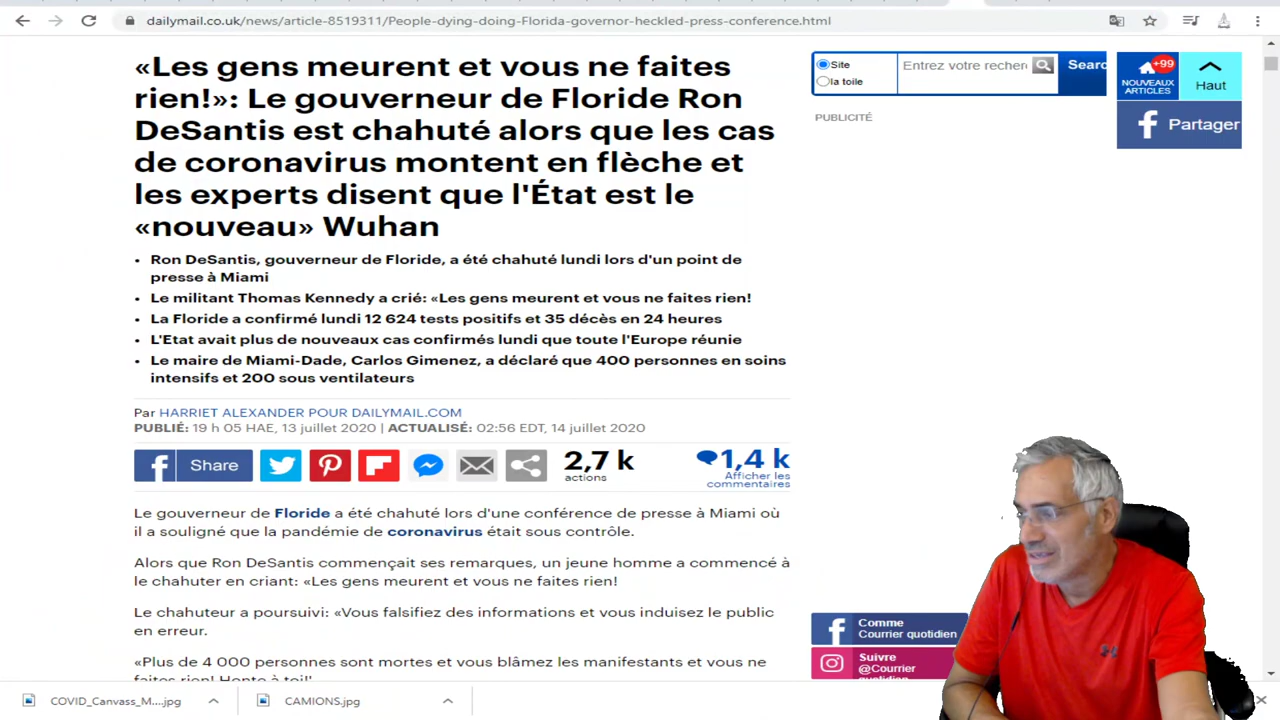 dailymail.co.uk/news/article-8519311/People-dying-doing-Florida-governor-heckled-press-conference.html
«Les gens meurent et vous ne faites
rien!»: Le gouverneur de Floride Ron
DeSantis est chahuté alors que les cas
de coronavirus montent en flèche et
les experts disent que l'État est le
«nouveau» Wuhan
• Ron DeSantis, gouverneur de Floride, a été chahuté lundi lors d'un point de
presse à Miami
• Le militant Thomas Kennedy a crié: «Les gens meurent et vous ne faites rien!
• La Floride a confirmé lundi 12 624 tests positifs et 35 décès en 24 heures
• L'Etat avait plus de nouveaux cas confirmés lundi que toute l'Europe réunie
• Le maire de Miami-Dade, Carlos Gimenez, a déclaré que 400 personnes en soins
intensifs et 200 sous ventilateurs
Par HARRIET ALEXANDER POUR DAILYMAIL.COM
PUBLIÉ: 19 h 05 HAE, 13 juillet 2020 | ACTUALISÉ: 02:56 EDT, 14 juillet 2020
f Share
2,7 k
actions
1,4 k
Afficher les
commentaires
Le gouverneur de Floride a été chahuté lors d'une conférence de presse à Miami où
il a souligné que la pandémie de coronavirus était sous contrôle.
Alors que Ron DeSantis commençait ses remarques, un jeune homme a commencé à
le chahuter en criant: «Les gens meurent et vous ne faites rien!
Le chahuteur a poursuivi: «Vous falsifiez des informations et vous induisez le public
en erreur.
«Plus de 4 000 personnes sont mortes et vous blâmez les manifestants et vous ne
faites rien! Honte à toi!'
Site
la toile
Entrez votre recher
Searc
PUBLICITÉ
+99
NOUVEAUX
ARTICLES
Haut
f Partager
Comme
Courrier quotidien
Suivre
@Courrier
quotidien
COVID_Canvass_M....jpg
CAMIONS.jpg